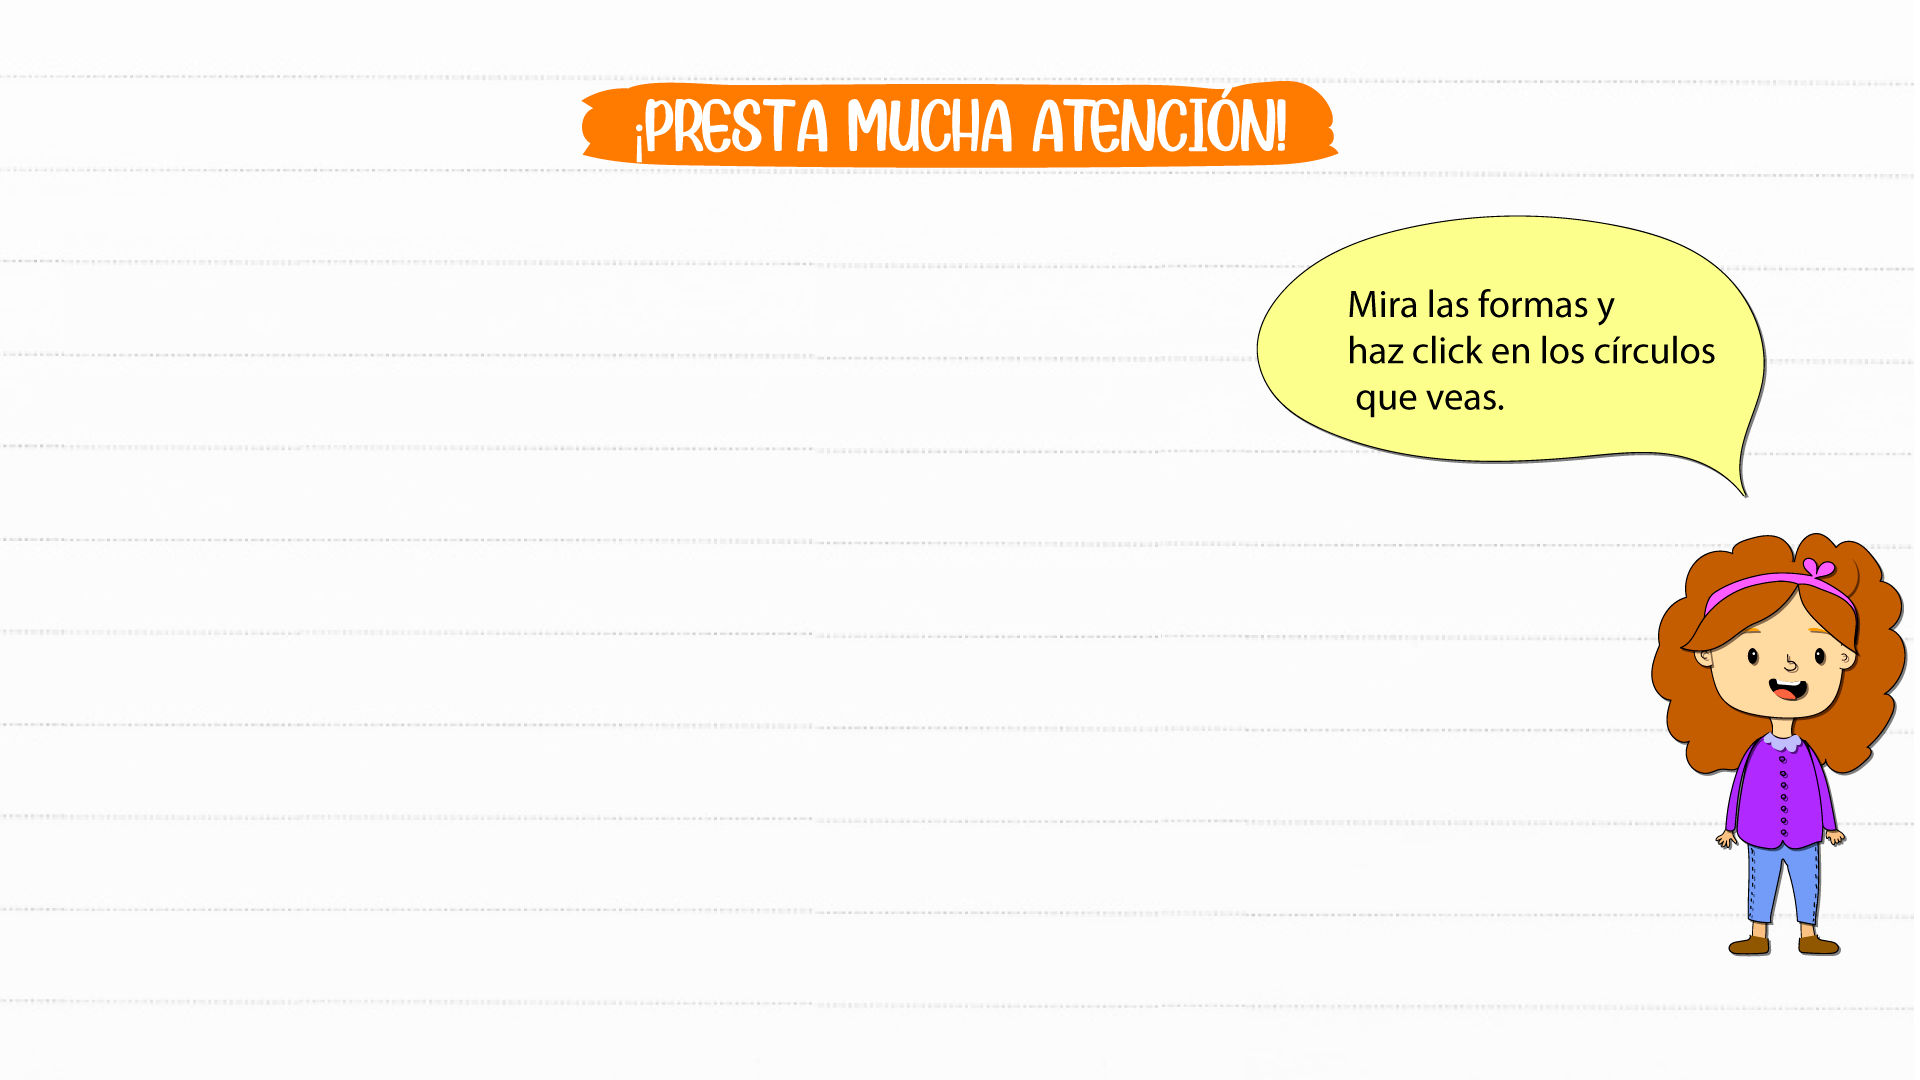 ¡PRESTA MUCHA ATENCIÓN!
Mira las formas y
haz click en los círculos
que veas.